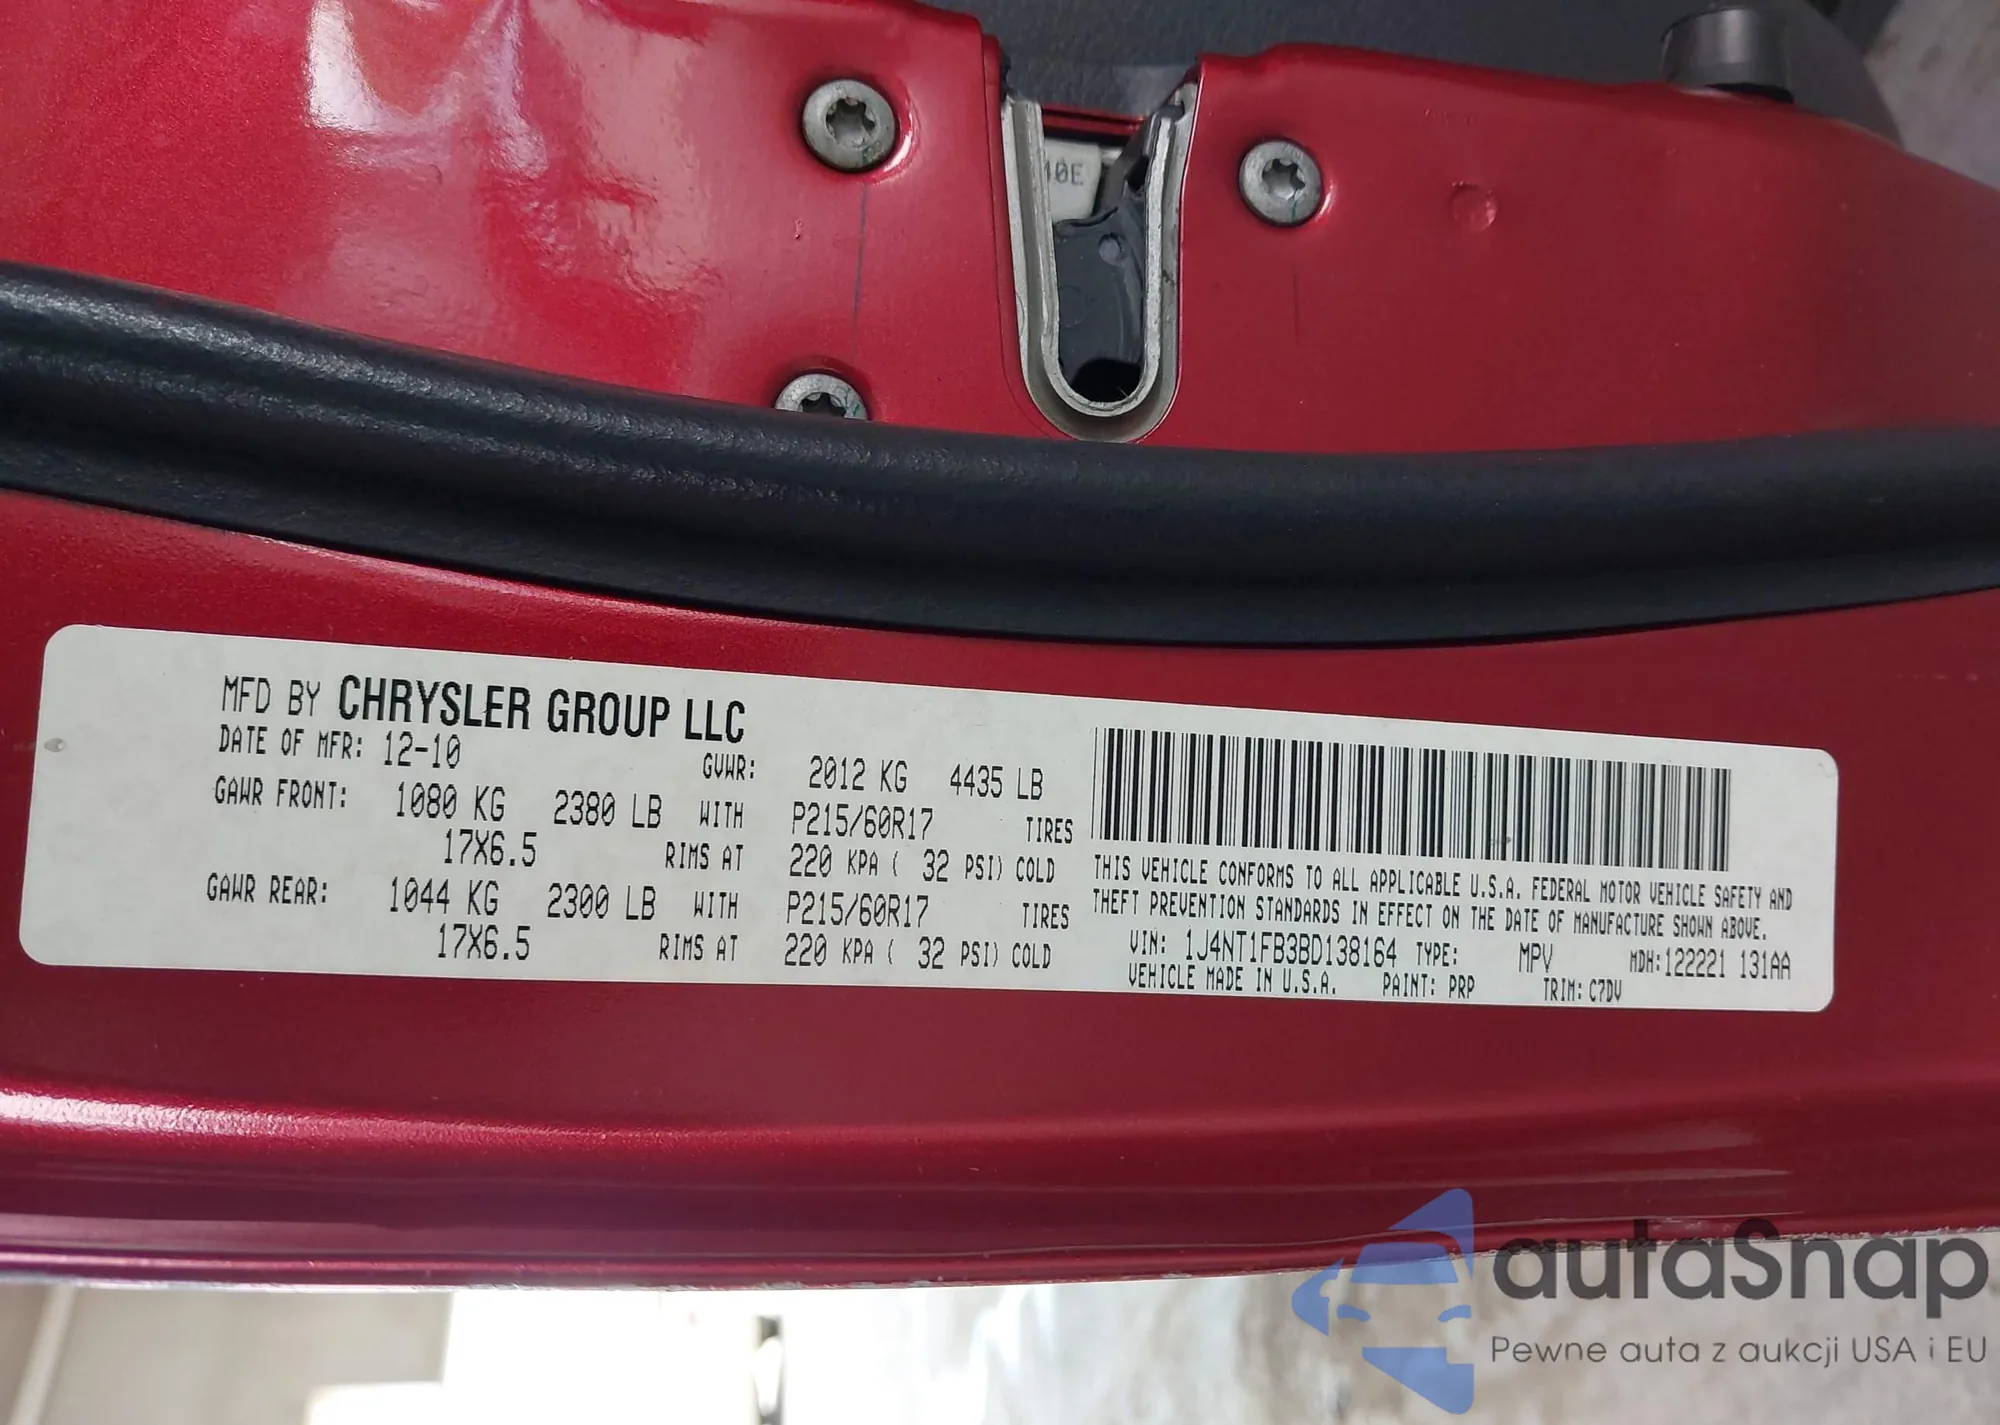 40E
MFD BY CHRYSLER GROUP LLC
DATE OF MFR: 12-10 GVWR: 2012 KG 4435 LB
GAWR FRONT: 1080 KG 2380 LB WITH P215/60R17 TIRES
17X6.5 RIMS AT 220 KPA ( 32 PSI) COLD
GAWR REAR: 1044 KG 2300 LB WITH P215/60R17 TIRES
17X6.5 RIMS AT 220 KPA ( 32 PSI) COLD
THIS VEHICLE CONFORMS TO ALL APPLICABLE U.S.A. FEDERAL MOTOR VEHICLE SAFETY AND
THEFT PREVENTION STANDARDS IN EFFECT ON THE DATE OF MANUFACTURE SHOWN ABOVE.
VIN: 1J4NT1FB3BD138164 TYPE: MPV MDH:122221 131AA
VEHICLE MADE IN U.S.A. PAINT: PRP TRIM: C7DV
autaSnap
Pewne auta z aukcji USA i EU